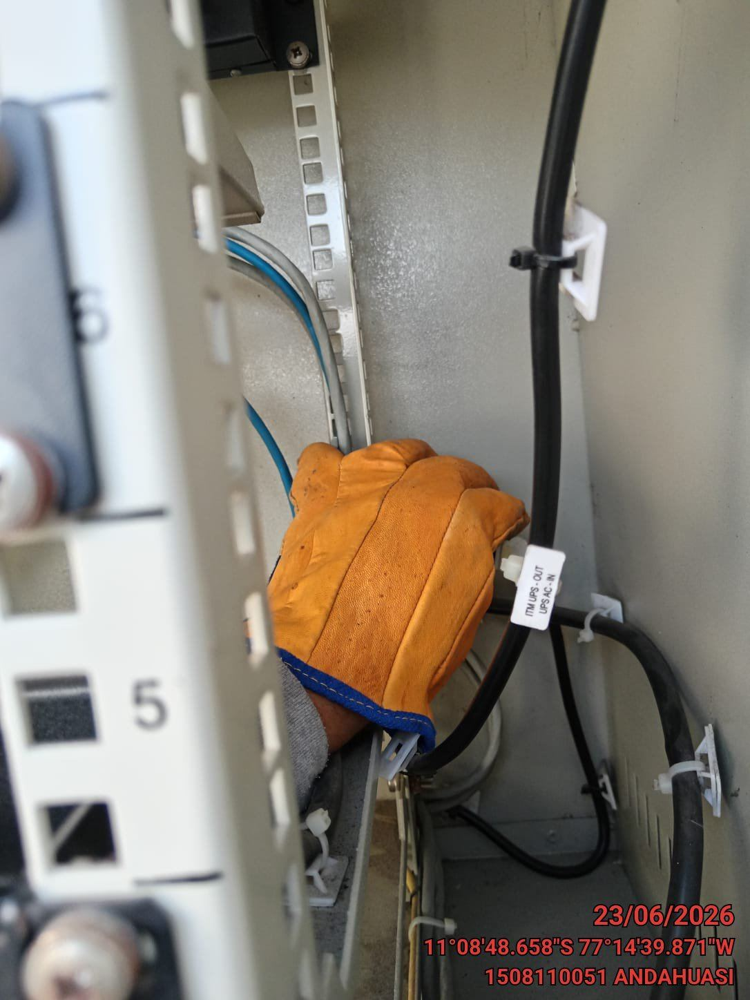 6
5
ITM UPS - OUT
UPS AC - IN
23/06/2026
11°08'48.658"S 77°14'39.871"W
1508110051 ANDAHUASI